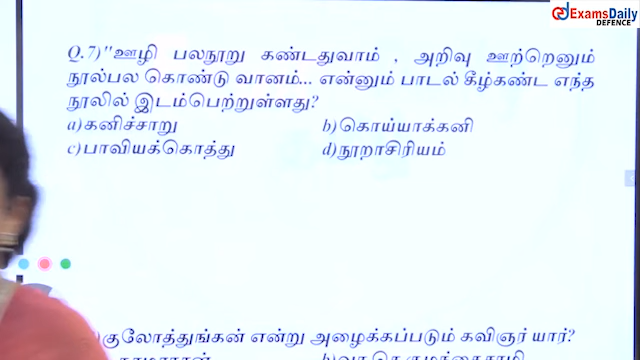 ExamsDaily
DEFENCE
Q.7)"ஊழி பலநூறு கண்டதுவாம் , அறிவு ஊற்றெனும்
நூல்பல கொண்டு வானம்... என்னும் பாடல் கீழ்கண்ட எந்த
நூலில் இடம்பெற்றுள்ளது?
a)கனிச்சாறு b)கொய்யாக்கனி
c)பாவியக்கொத்து d)நூறாசிரியம்
)குலோத்துங்கன் என்று அழைக்கப்படும் கவிஞர் யார்?